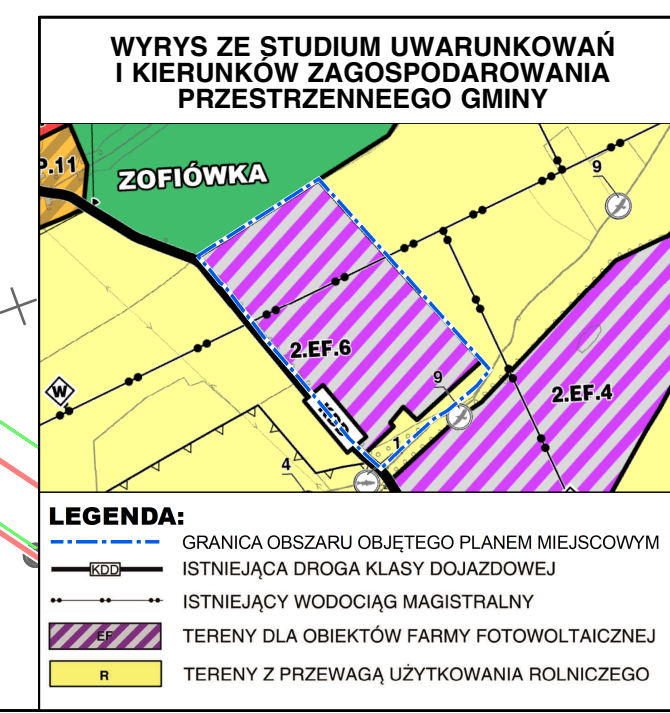 WYRYS ZE STUDIUM UWARUNKOWAŃ
I KIERUNKÓW ZAGOSPODAROWANIA
PRZESTRZENNEEGO GMINY
P.11
ZOFIÓWKA
9
2.EF.6
W
9
2.EF.4
1
4
LEGENDA:
GRANICA OBSZARU OBJĘTEGO PLANEM MIEJSCOWYM
KDD ISTNIEJĄCA DROGA KLASY DOJAZDOWEJ
ISTNIEJĄCY WODOCIĄG MAGISTRALNY
EF TERENY DLA OBIEKTÓW FARMY FOTOWOLTAICZNEJ
R TERENY Z PRZEWAGĄ UŻYTKOWANIA ROLNICZEGO